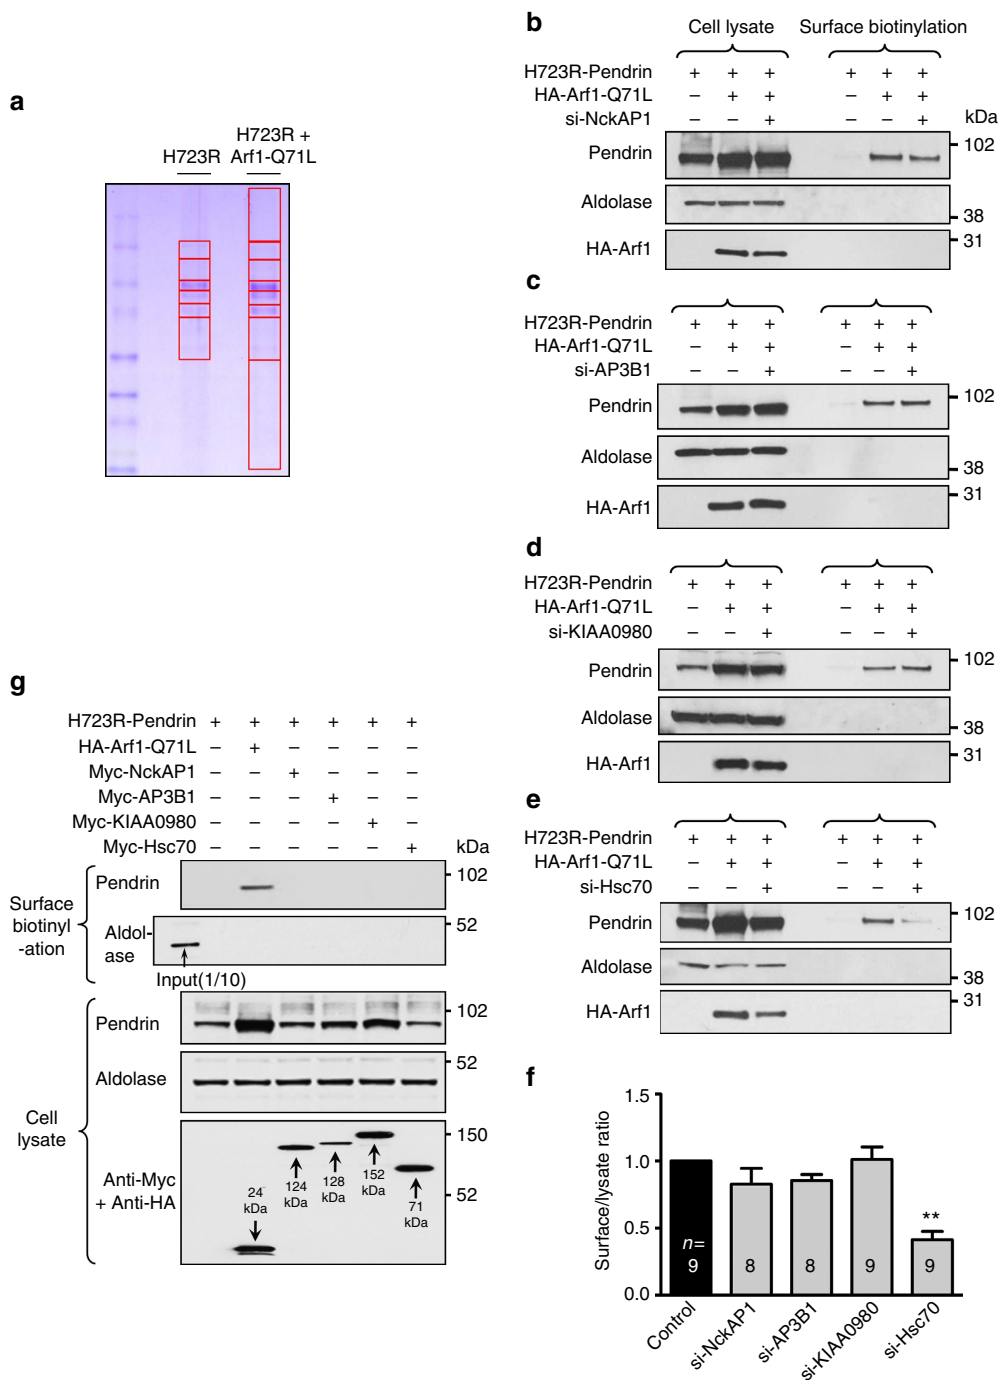 a
H723R
H723R +
Arf1-Q71L
b
Cell lysate Surface biotinylation
H723R-Pendrin + + + + + +
HA-Arf1-Q71L – + + – + +
si-NckAP1 – – + – – + kDa
Pendrin 102
Aldolase 38
HA-Arf1 31
c
H723R-Pendrin + + + + + +
HA-Arf1-Q71L – + + – + +
si-AP3B1 – – + – – +
Pendrin 102
Aldolase 38
HA-Arf1 31
d
H723R-Pendrin + + + + + +
HA-Arf1-Q71L – + + – + +
si-KIAA0980 – – + – – +
Pendrin 102
Aldolase 38
HA-Arf1 31
e
H723R-Pendrin + + + + + +
HA-Arf1-Q71L – + + – + +
si-Hsc70 – – + – – +
Pendrin 102
Aldolase 38
HA-Arf1 31
f
Surface/lysate ratio
1.5
1.0
0.5
0.0
n=
9
8
8
9
**
9
Control
si-NckAP1
si-AP3B1
si-KIAA0980
si-Hsc70
g
H723R-Pendrin + + + + + +
HA-Arf1-Q71L – + – – – –
Myc-NckAP1 – – + – – –
Myc-AP3B1 – – – + – –
Myc-KIAA0980 – – – – + –
Myc-Hsc70 – – – – – + kDa
Surface
biotinyl
-ation
Pendrin 102
Aldol-
ase
52
Input(1/10)
Cell
lysate
Pendrin 102
Aldolase 52
Anti-Myc
+ Anti-HA
150
52
24
kDa
124
kDa
128
kDa
152
kDa
71
kDa